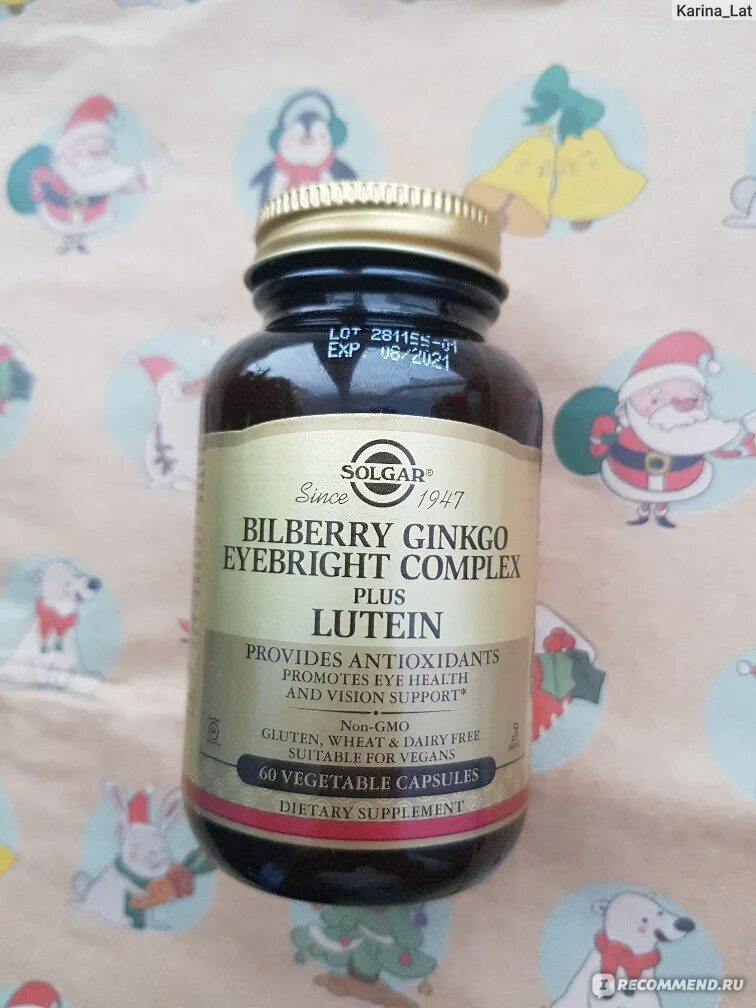 Karina_Lat
LOT 281155-01
EXP. 08/2021
SOLGAR®
Since 1947
BILBERRY GINKGO
EYEBRIGHT COMPLEX
PLUS
LUTEIN
PROVIDES ANTIOXIDANTS
PROMOTES EYE HEALTH
AND VISION SUPPORT*
NON-GMO
GLUTEN, WHEAT & DAIRY FREE
SUITABLE FOR VEGANS
60 VEGETABLE CAPSULES
DIETARY SUPPLEMENT
IRECOMMEND.RU